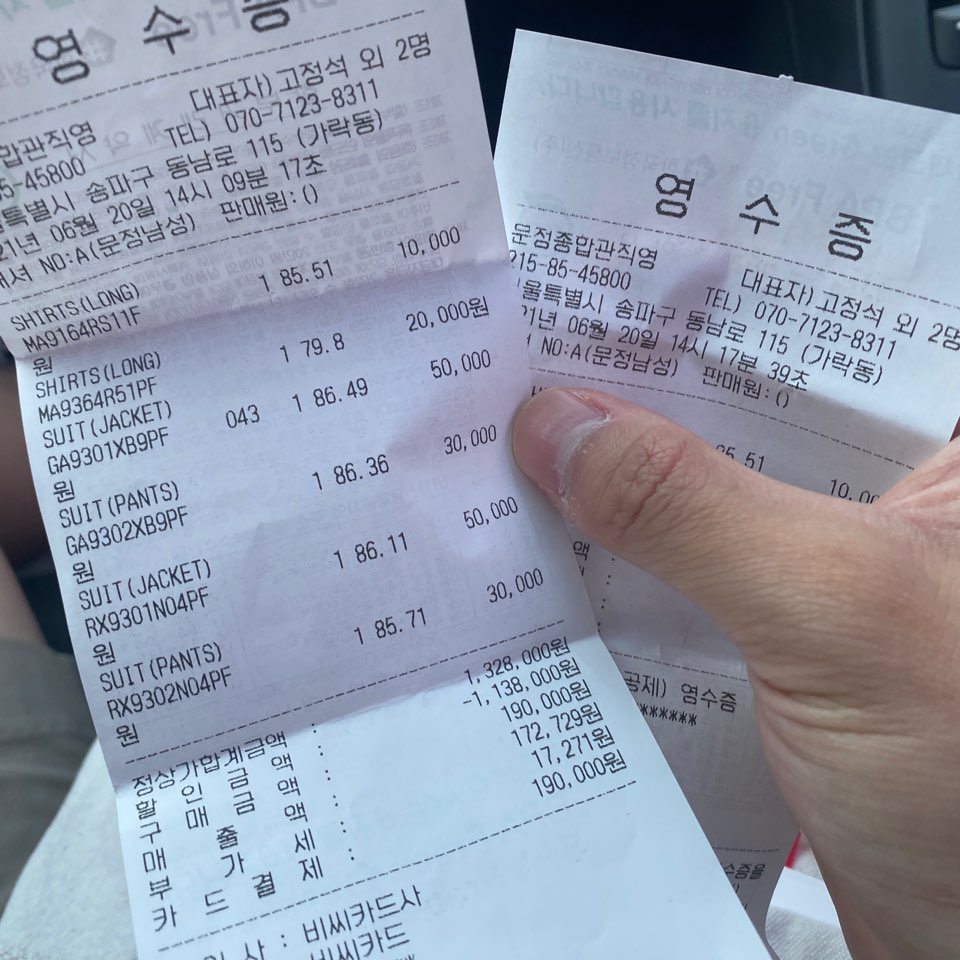 영 수 증
대표자) 고정석 외 2명
합관직영 TEL) 070-7123-8311
5-45800
울특별시 송파구 동남로 115 (가락동)
21년 06월 20일 14시 09분 17초
NO:A(문정남성) 판매원:()
SHIRTS(LONG) 1 85.51 10,000
MA9164RS11F
원
SHIRTS(LONG) 1 79.8 20,000원
MA9364R51PF
SUIT(JACKET) 043 1 86.49 50,000
GA9301XB9PF
원
SUIT(PANTS) 1 86.36 30,000
GA9302XB9PF
원
SUIT(JACKET) 1 86.11 50,000
RX9301N04PF
원
SUIT(PANTS) 1 85.71 30,000
RX9302N04PF
원
정상가합계금액 : 1,328,000원
할 인 금 액 : -1,138,000원
구 매 금 액 : 190,000원
매 출 액 : 172,729원
부 가 세 : 17,271원
카 드 결 제 : 190,000원
사 : 비씨카드사
비씨카드
영 수 증
문정종합관직영 대표자) 고정석 외 2명
215-85-45800 TEL) 070-7123-8311
울특별시 송파구 동남로 115 (가락동)
21년 06월 20일 14시 17분 39초
NO:A(문정남성) 판매원:()
85.51 10,00
공제) 영수증
*******